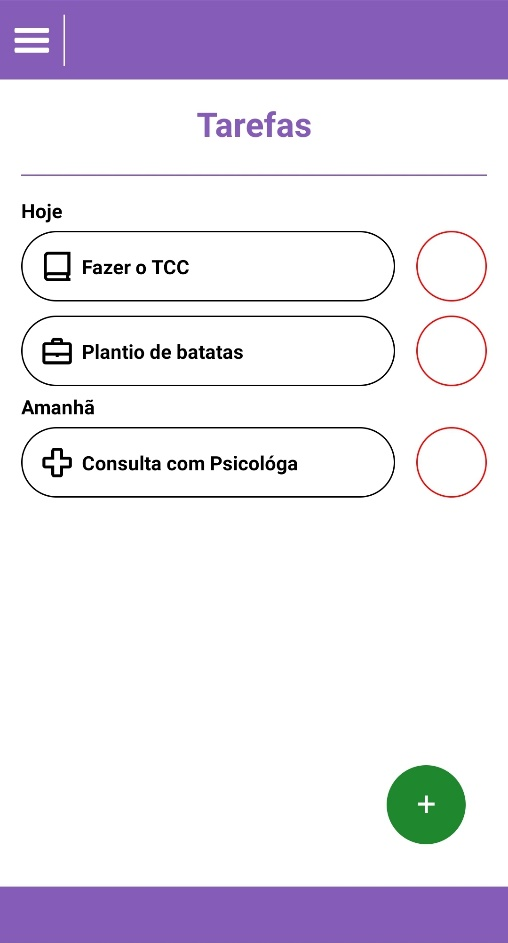 Tarefas
Hoje
Fazer o TCC
Plantio de batatas
Amanhã
Consulta com Psicológa
+